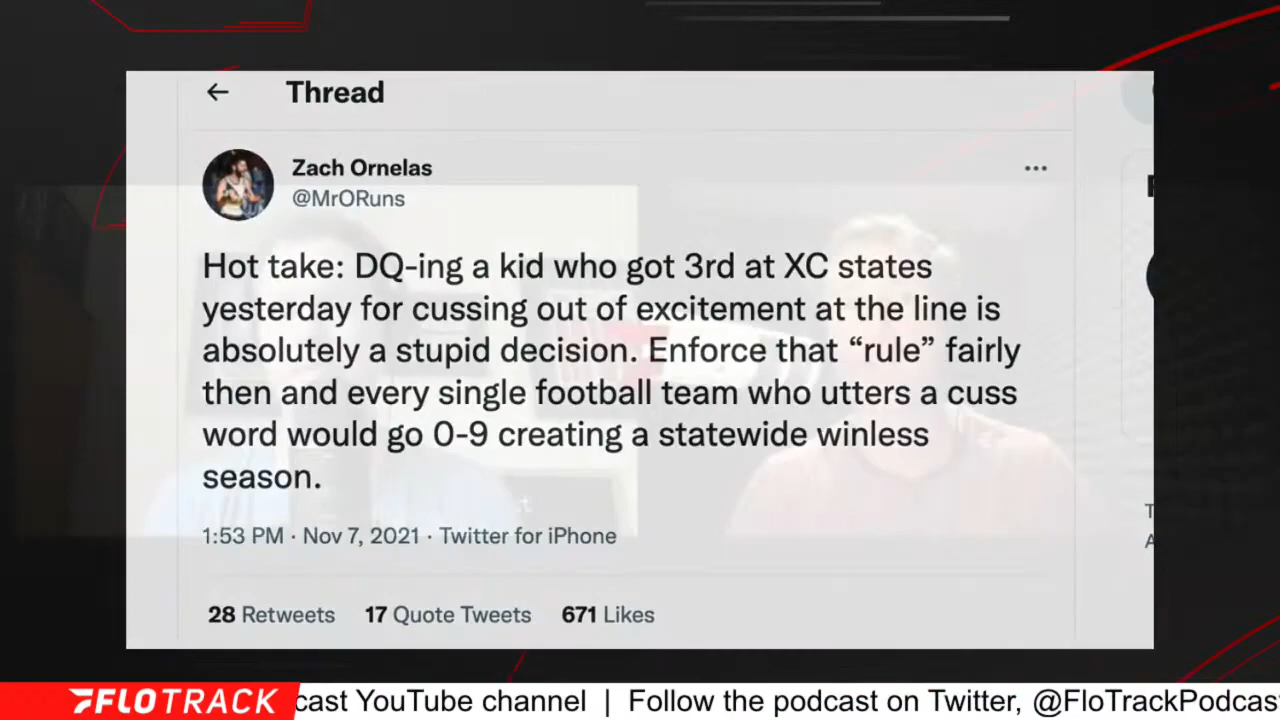 ← Thread
Zach Ornelas
@MrORuns
Hot take: DQ-ing a kid who got 3rd at XC states
yesterday for cussing out of excitement at the line is
absolutely a stupid decision. Enforce that “rule” fairly
then and every single football team who utters a cuss
word would go 0-9 creating a statewide winless
season.
1:53 PM · Nov 7, 2021 · Twitter for iPhone
28 Retweets 17 Quote Tweets 671 Likes
FLOTRACK cast YouTube channel | Follow the podcast on Twitter, @FloTrackPodcas